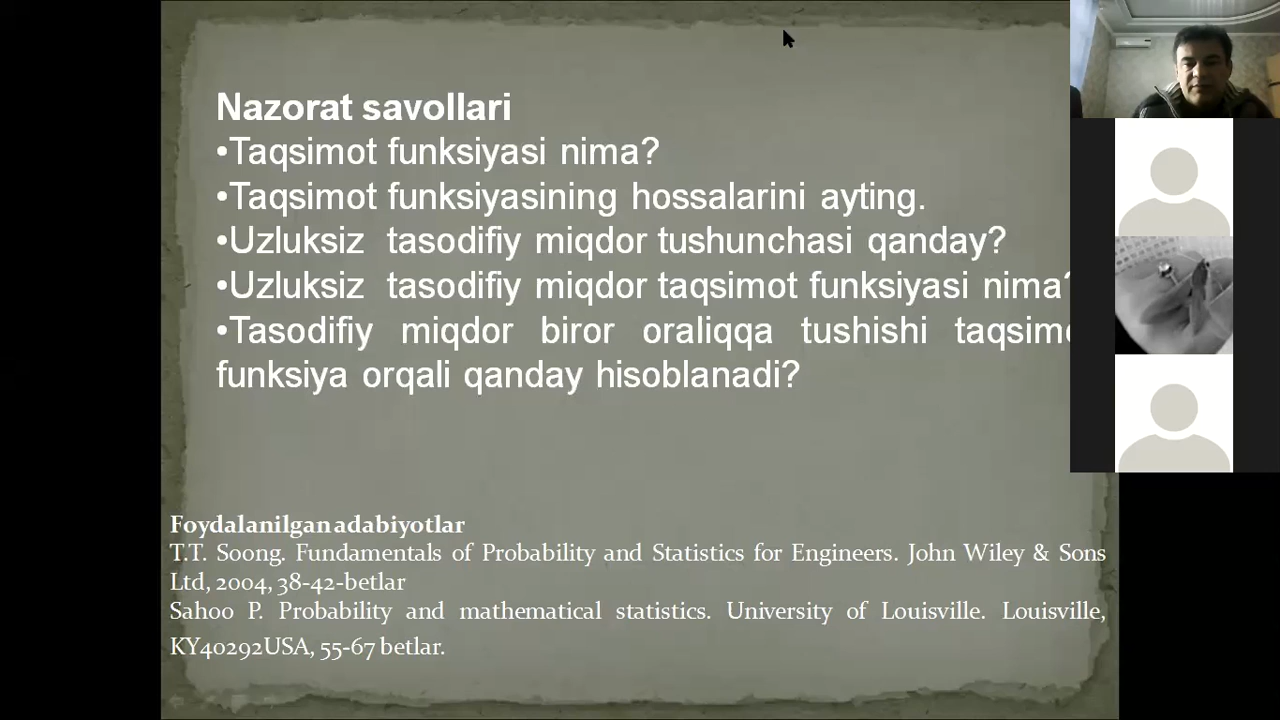 Nazorat savollari
•Taqsimot funksiyasi nima?
•Taqsimot funksiyasining hossalarini ayting.
•Uzluksiz tasodifiy miqdor tushunchasi qanday?
•Uzluksiz tasodifiy miqdor taqsimot funksiyasi nima?
•Tasodifiy miqdor biror oraliqqa tushishi
funksiya orqali qanday hisoblanadi?
Foydalanilgan adabiyotlar
T.T. Soong. Fundamentals of Probability and Statistics for Engineers. John Wiley & Sons
Ltd, 2004, 38-42-betlar
Sahoo P. Probability and mathematical statistics. University of Louisville. Louisville,
KY40292USA, 55-67 betlar.